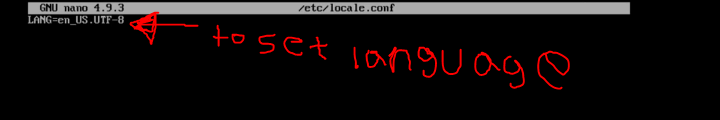 GNU nano 4.9.3 /etc/locale.conf
LANG=en_US.UTF-8
to set language